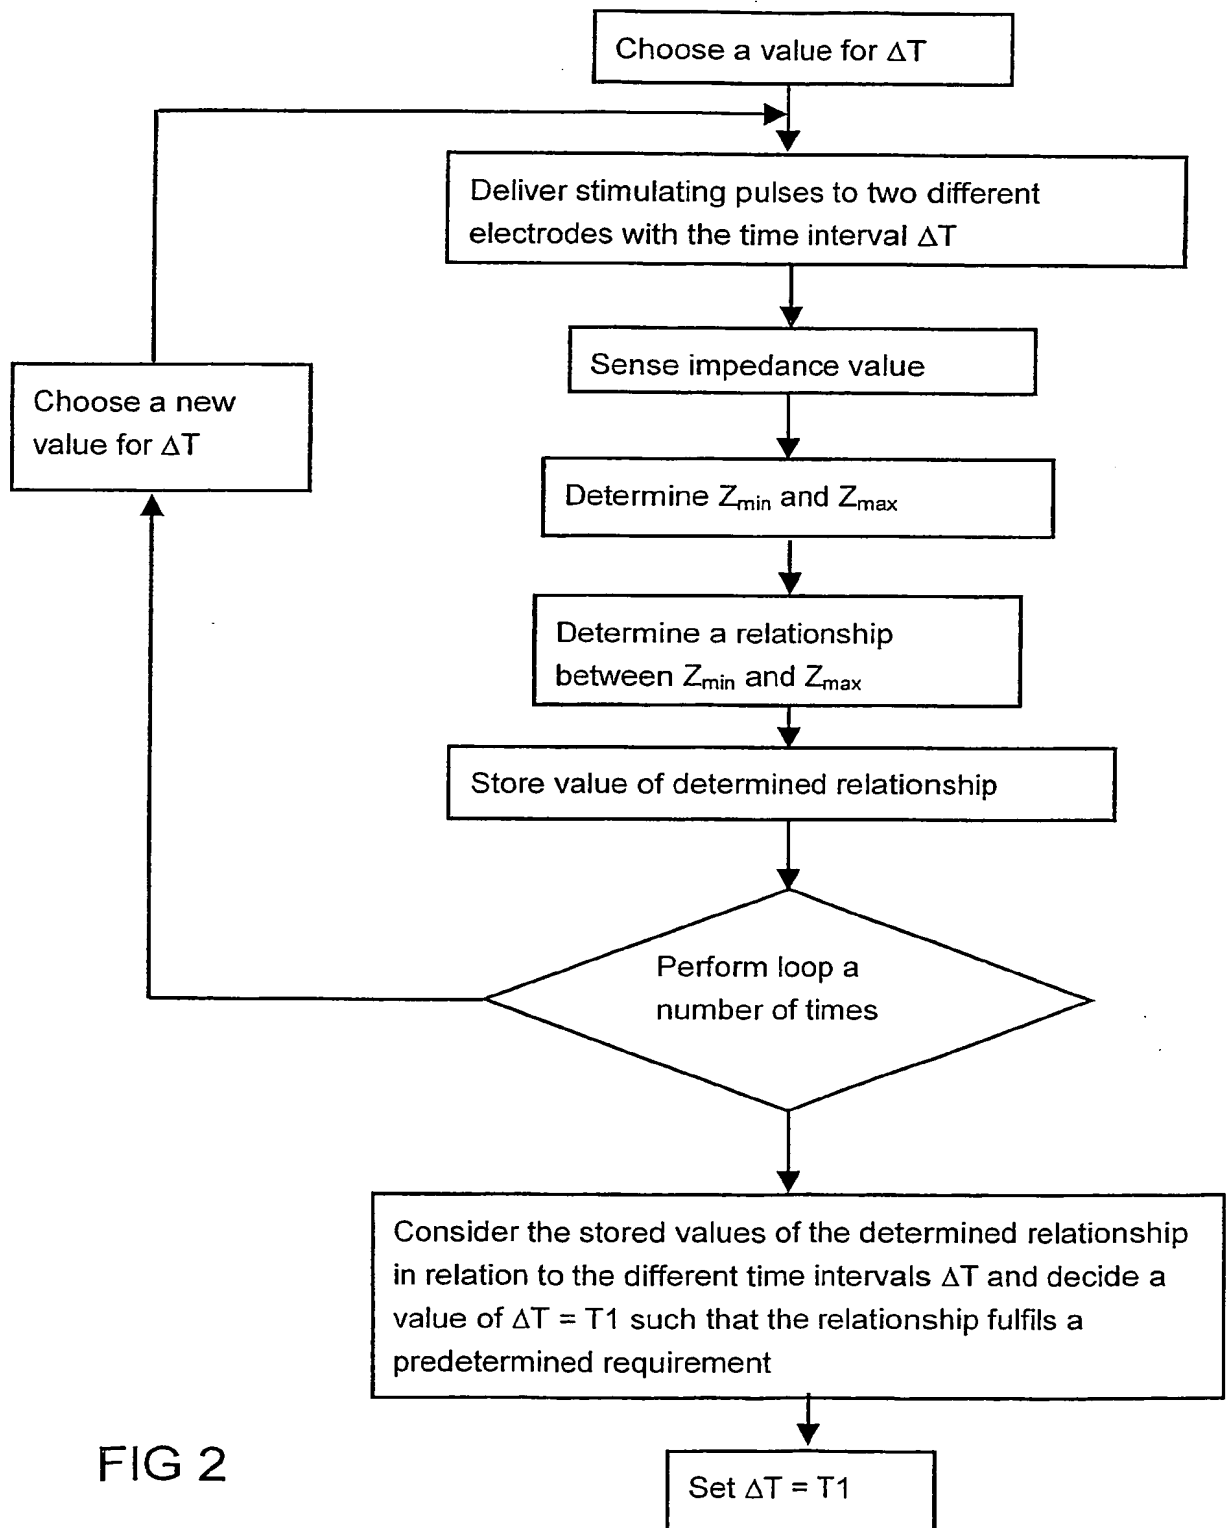 Choose a value for ΔT
Deliver stimulating pulses to two different
electrodes with the time interval ΔT
Sense impedance value
Choose a new
value for ΔT
Determine Zmin and Zmax
Determine a relationship
between Zmin and Zmax
Store value of determined relationship
Perform loop a
number of times
Consider the stored values of the determined relationship
in relation to the different time intervals ΔT and decide a
value of ΔT = T1 such that the relationship fulfils a
predetermined requirement
FIG 2
Set ΔT = T1